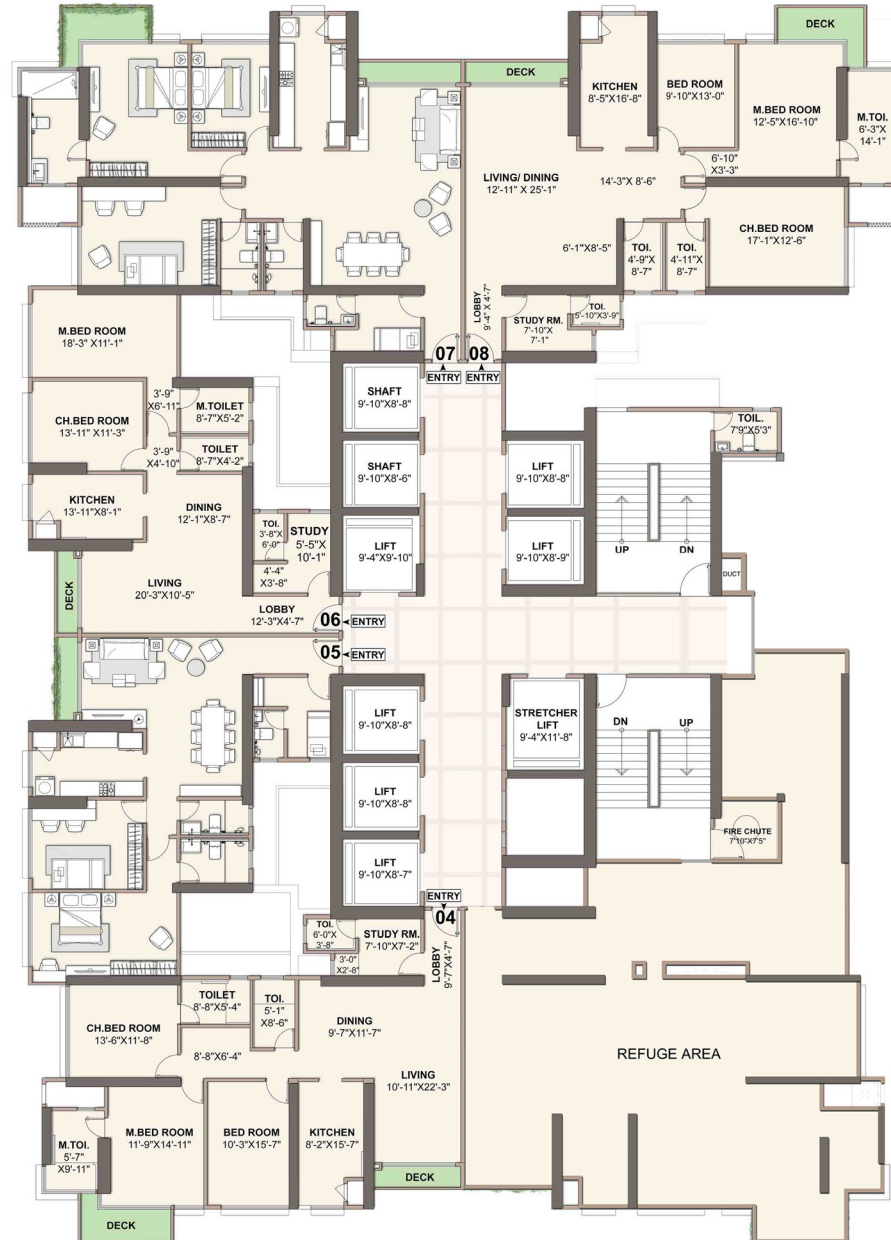 DECK
DECK
KITCHEN
8'-5"X16'-8"
BED ROOM
9'-10"X13'-0"
M.BED ROOM
12'-5"X16'-10"
M.TOI.
6'-3"X
14'-1"
LIVING/ DINING
12'-11" X 25'-1"
14'-3"X 8'-6"
6'-10"
X3'-3"
CH.BED ROOM
17'-1"X12'-6"
6'-1"X8'-5"
TOI.
4'-9"X
8'-7"
TOI.
4'-11"X
8'-7"
LOBBY
9'-4" X 4'-7"
STUDY RM.
7'-10"X
7'-1"
TOI.
5'-10"X3'-9"
07
ENTRY
08
ENTRY
M.BED ROOM
18'-3" X11'-1"
CH.BED ROOM
13'-11" X11'-3"
3'-9"
X6'-11"
M.TOILET
8'-7"X5'-2"
3'-9"
X4'-10"
TOILET
8'-7"X4'-2"
KITCHEN
13'-11"X8'-1"
DINING
12'-1"X8'-7"
TOI.
3'-8"X
6'-0"
STUDY
5'-5"X
10'-1"
4'-4"
X3'-8"
DECK
LIVING
20'-3"X10'-5"
LOBBY
12'-3"X4'-7"
06
ENTRY
05
ENTRY
SHAFT
9'-10"X8'-8"
SHAFT
9'-10"X8'-6"
LIFT
9'-4"X9'-10"
LIFT
9'-10"X8'-8"
LIFT
9'-10"X8'-9"
UP
DN
TOIL.
7'9"X5'3"
DUCT
LIFT
9'-10"X8'-8"
LIFT
9'-10"X8'-8"
LIFT
9'-10"X8'-7"
STRETCHER
LIFT
9'-4"X11'-8"
DN
UP
FIRE CHUTE
7'10"X7'5"
ENTRY
04
TOI.
6'-0"X
3'-8"
STUDY RM.
7'-10"X7'-2"
3'-0"
X2'-8"
LOBBY
9'-7"X4'-7"
CH.BED ROOM
13'-6"X11'-8"
TOILET
8'-8"X5'-4"
TOI.
5'-1"
X8'-6"
DINING
9'-7"X11'-7"
8'-8"X6'-4"
LIVING
10'-11"X22'-3"
M.TOI.
5'-7"
X9'-11"
M.BED ROOM
11'-9"X14'-11"
BED ROOM
10'-3"X15'-7"
KITCHEN
8'-2"X15'-7"
DECK
DECK
REFUGE AREA